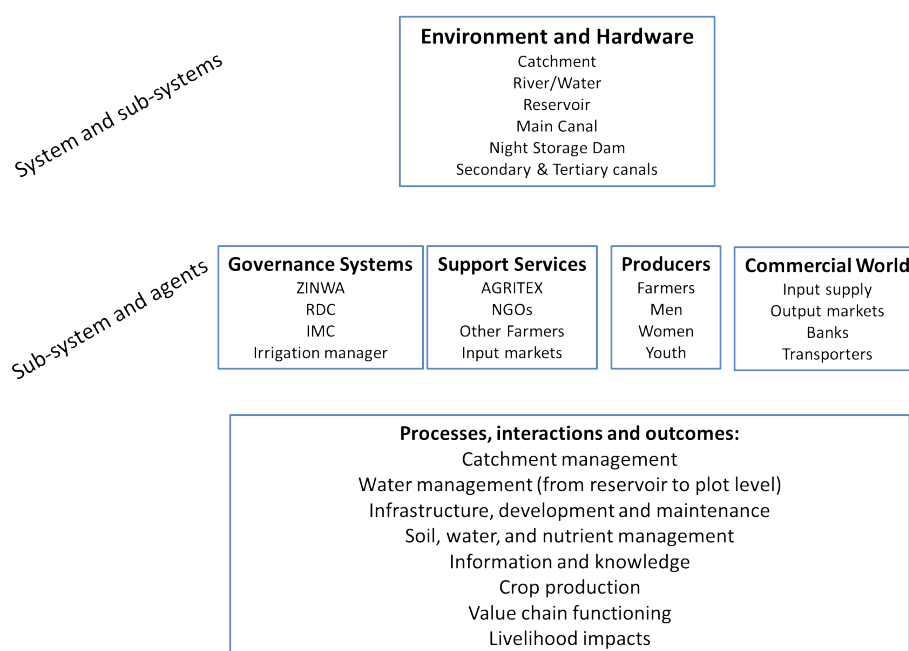 System and sub-systems
Environment and Hardware
Catchment
River/Water
Reservoir
Main Canal
Night Storage Dam
Secondary & Tertiary canals
Sub-system and agents
Governance Systems
ZINWA
RDC
IMC
Irrigation manager
Support Services
AGRITEX
NGOs
Other Farmers
Input markets
Producers
Farmers
Men
Women
Youth
Commercial World
Input supply
Output markets
Banks
Transporters
Processes, interactions and outcomes:
Catchment management
Water management (from reservoir to plot level)
Infrastructure, development and maintenance
Soil, water, and nutrient management
Information and knowledge
Crop production
Value chain functioning
Livelihood impacts